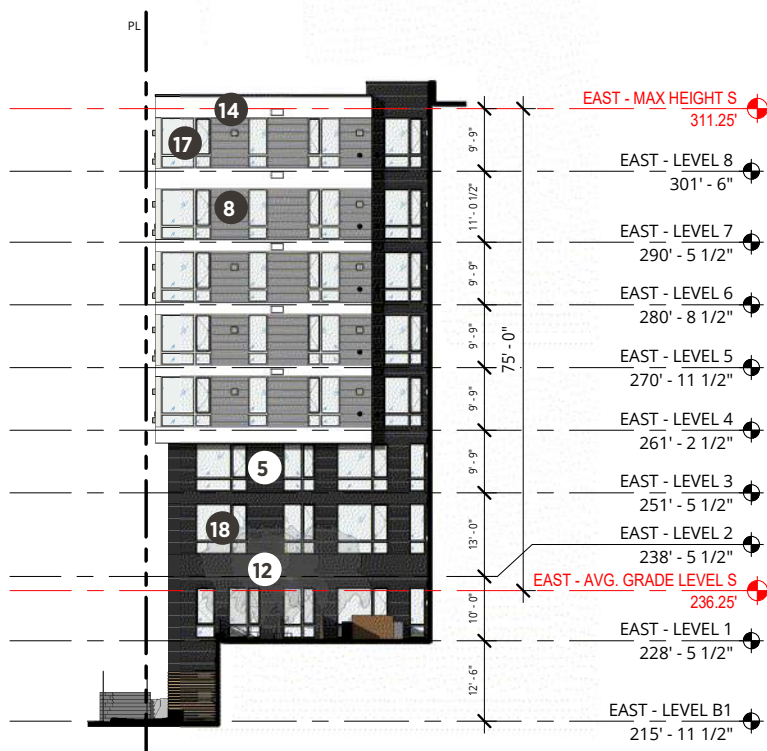 PL
EAST - MAX HEIGHT S
311.25'
14
17
9' - 9"
EAST - LEVEL 8
301' - 6"
8
11' - 0 1/2"
EAST - LEVEL 7
290' - 5 1/2"
9' - 9"
EAST - LEVEL 6
280' - 8 1/2"
9' - 9"
75' - 0"
EAST - LEVEL 5
270' - 11 1/2"
9' - 9"
EAST - LEVEL 4
261' - 2 1/2"
5
9' - 9"
EAST - LEVEL 3
251' - 5 1/2"
18
13' - 0"
EAST - LEVEL 2
238' - 5 1/2"
12
EAST - AVG. GRADE LEVEL S
236.25'
10' - 0"
EAST - LEVEL 1
228' - 5 1/2"
12' - 6"
EAST - LEVEL B1
215' - 11 1/2"